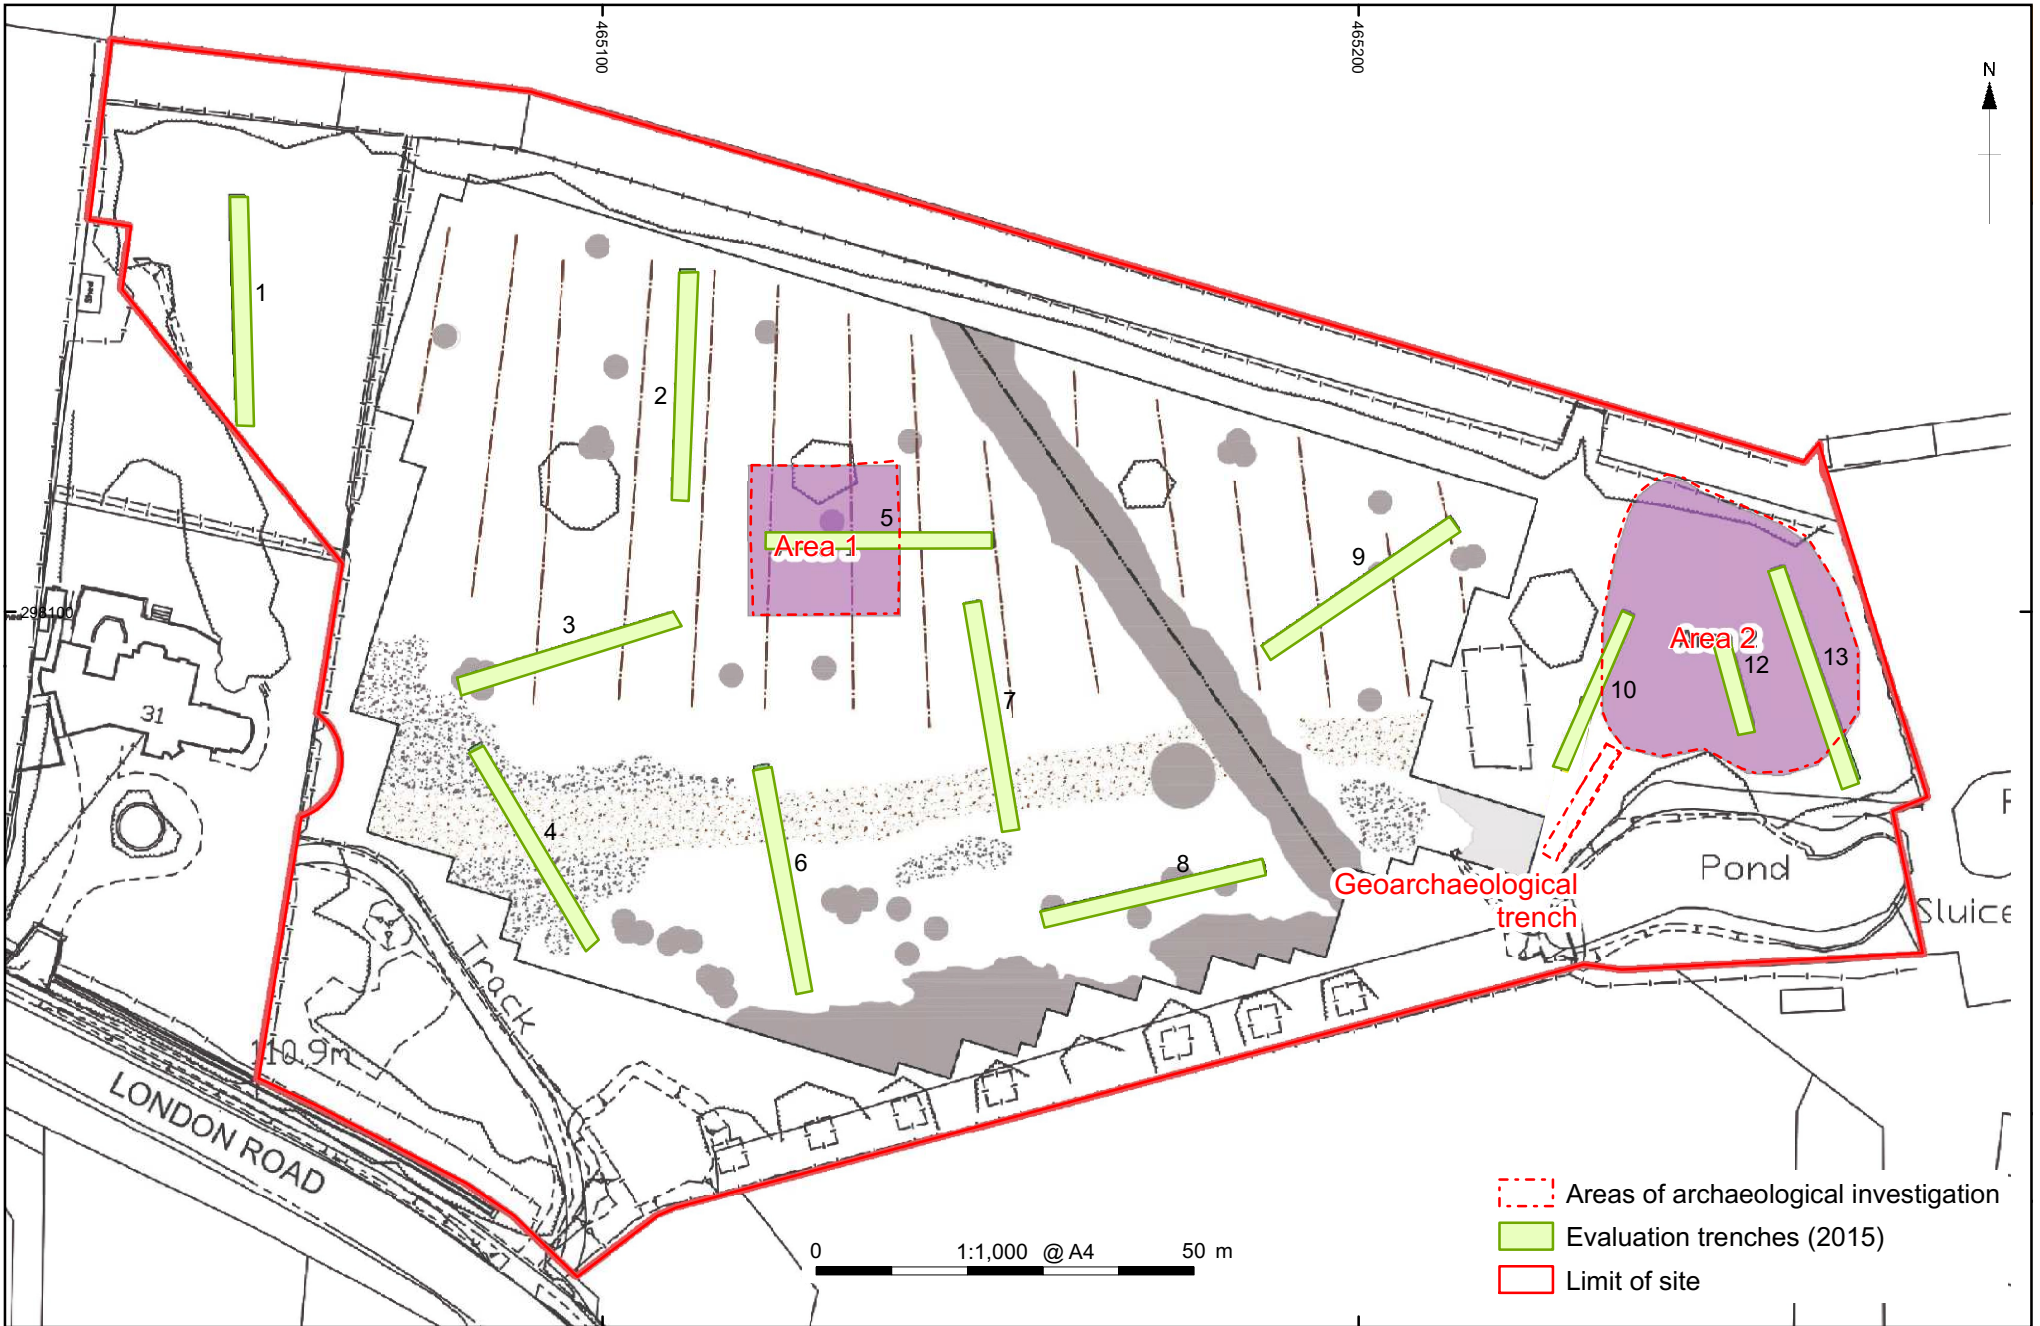 465100
465200
N
Shed
1
2
5
Area 1
9
298100
3
Area 2
12
13
10
7
31
4
6
8
Pond
Geoarchaeological
trench
Sluice
Track
110.9m
LONDON ROAD
Areas of archaeological investigation
Evaluation trenches (2015)
Limit of site
0 1:1,000 @ A4 50 m